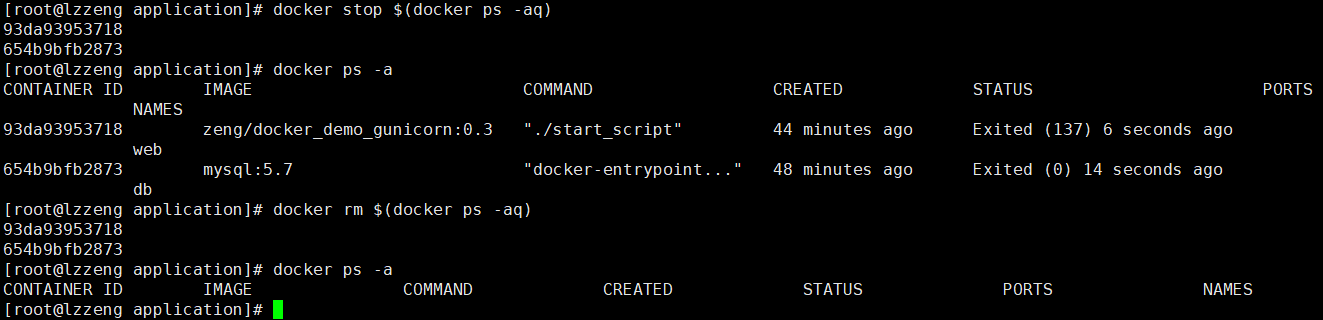 [root@lzzeng application]# docker stop $(docker ps -aq)
93da93953718
654b9bfb2873
[root@lzzeng application]# docker ps -a
CONTAINER ID        IMAGE                           COMMAND                  CREATED             STATUS                       PORTS
             NAMES
93da93953718        zeng/docker_demo_gunicorn:0.3   "./start_script"         44 minutes ago      Exited (137) 6 seconds ago
             web
654b9bfb2873        mysql:5.7                       "docker-entrypoint..."   48 minutes ago      Exited (0) 14 seconds ago
             db
[root@lzzeng application]# docker rm $(docker ps -aq)
93da93953718
654b9bfb2873
[root@lzzeng application]# docker ps -a
CONTAINER ID        IMAGE               COMMAND             CREATED             STATUS              PORTS               NAMES
[root@lzzeng application]#